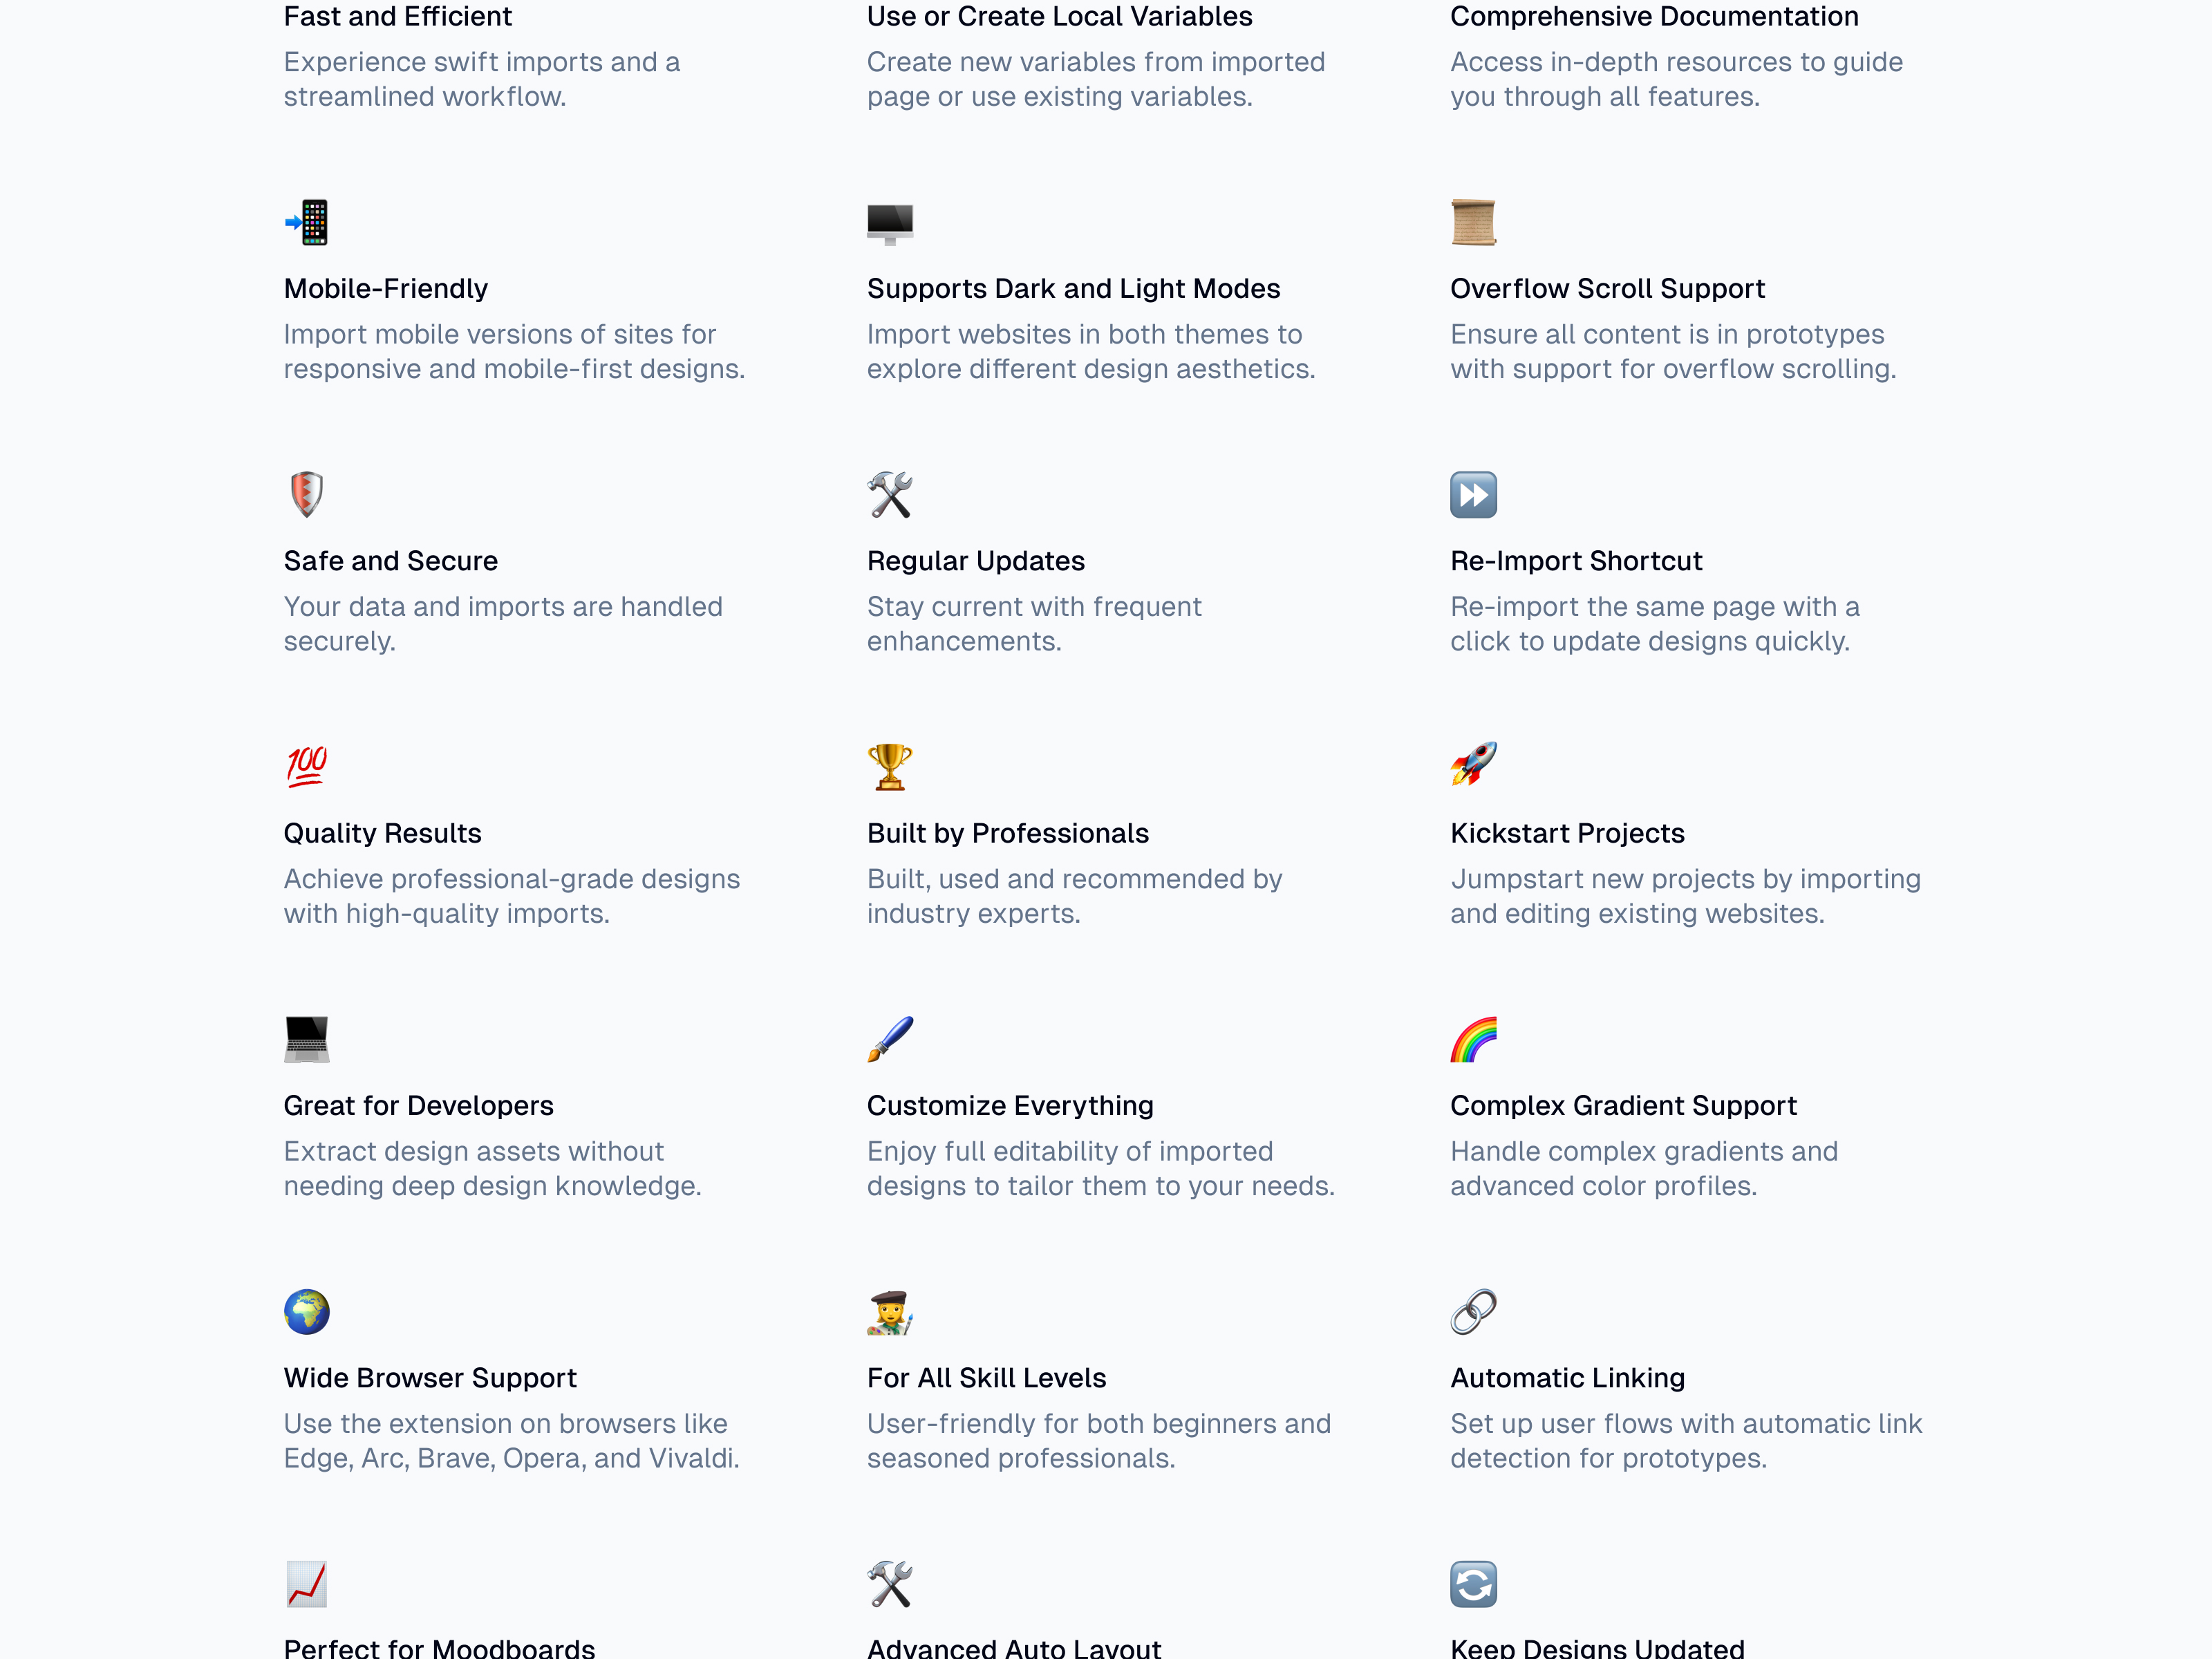 Fast and Efficient
Experience swift imports and a
streamlined workflow.
Use or Create Local Variables
Create new variables from imported
page or use existing variables.
Comprehensive Documentation
Access in-depth resources to guide
you through all features.
Mobile-Friendly
Import mobile versions of sites for
responsive and mobile-first designs.
Supports Dark and Light Modes
Import websites in both themes to
explore different design aesthetics.
Overflow Scroll Support
Ensure all content is in prototypes
with support for overflow scrolling.
Safe and Secure
Your data and imports are handled
securely.
Regular Updates
Stay current with frequent
enhancements.
Re-Import Shortcut
Re-import the same page with a
click to update designs quickly.
100
Quality Results
Achieve professional-grade designs
with high-quality imports.
Built by Professionals
Built, used and recommended by
industry experts.
Kickstart Projects
Jumpstart new projects by importing
and editing existing websites.
Great for Developers
Extract design assets without
needing deep design knowledge.
Customize Everything
Enjoy full editability of imported
designs to tailor them to your needs.
Complex Gradient Support
Handle complex gradients and
advanced color profiles.
Wide Browser Support
Use the extension on browsers like
Edge, Arc, Brave, Opera, and Vivaldi.
For All Skill Levels
User-friendly for both beginners and
seasoned professionals.
Automatic Linking
Set up user flows with automatic link
detection for prototypes.
Perfect for Moodboards
Advanced Auto Layout
Keep Designs Updated